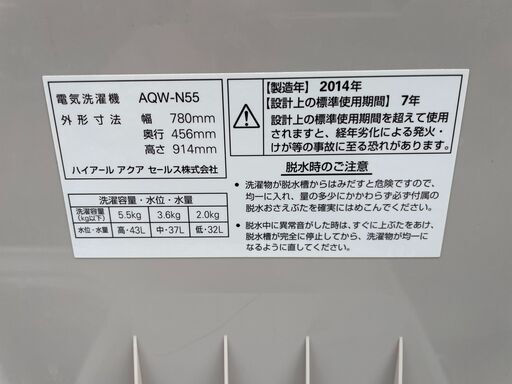 電気洗濯機　AQW-N55
外形寸法　幅　780mm
奥行　456mm
高さ　914mm
ハイアール アクア セールス株式会社
洗濯容量・水位・水量
洗濯容量(kg以下)　5.5kg　3.6kg　2.0kg
水位・水量　高・43L　中・37L　低・32L
【製造年】2014年
【設計上の標準使用期間】7年
設計上の標準使用期間を超えて使用
されますと、経年劣化による発火・
けが等の事故に至る恐れがあります。
脱水時のご注意
・洗濯物が脱水槽からはみだすと危険ですので、
均一に入れ、量の多少にかかわらず必ず付属の
脱水おさえぶたを確実にはめこんでください。
・脱水中に異常音がした時は、すぐに上ぶたをあけ、
脱水槽が完全に停止してから、洗濯物が均一に
なるように直してください。